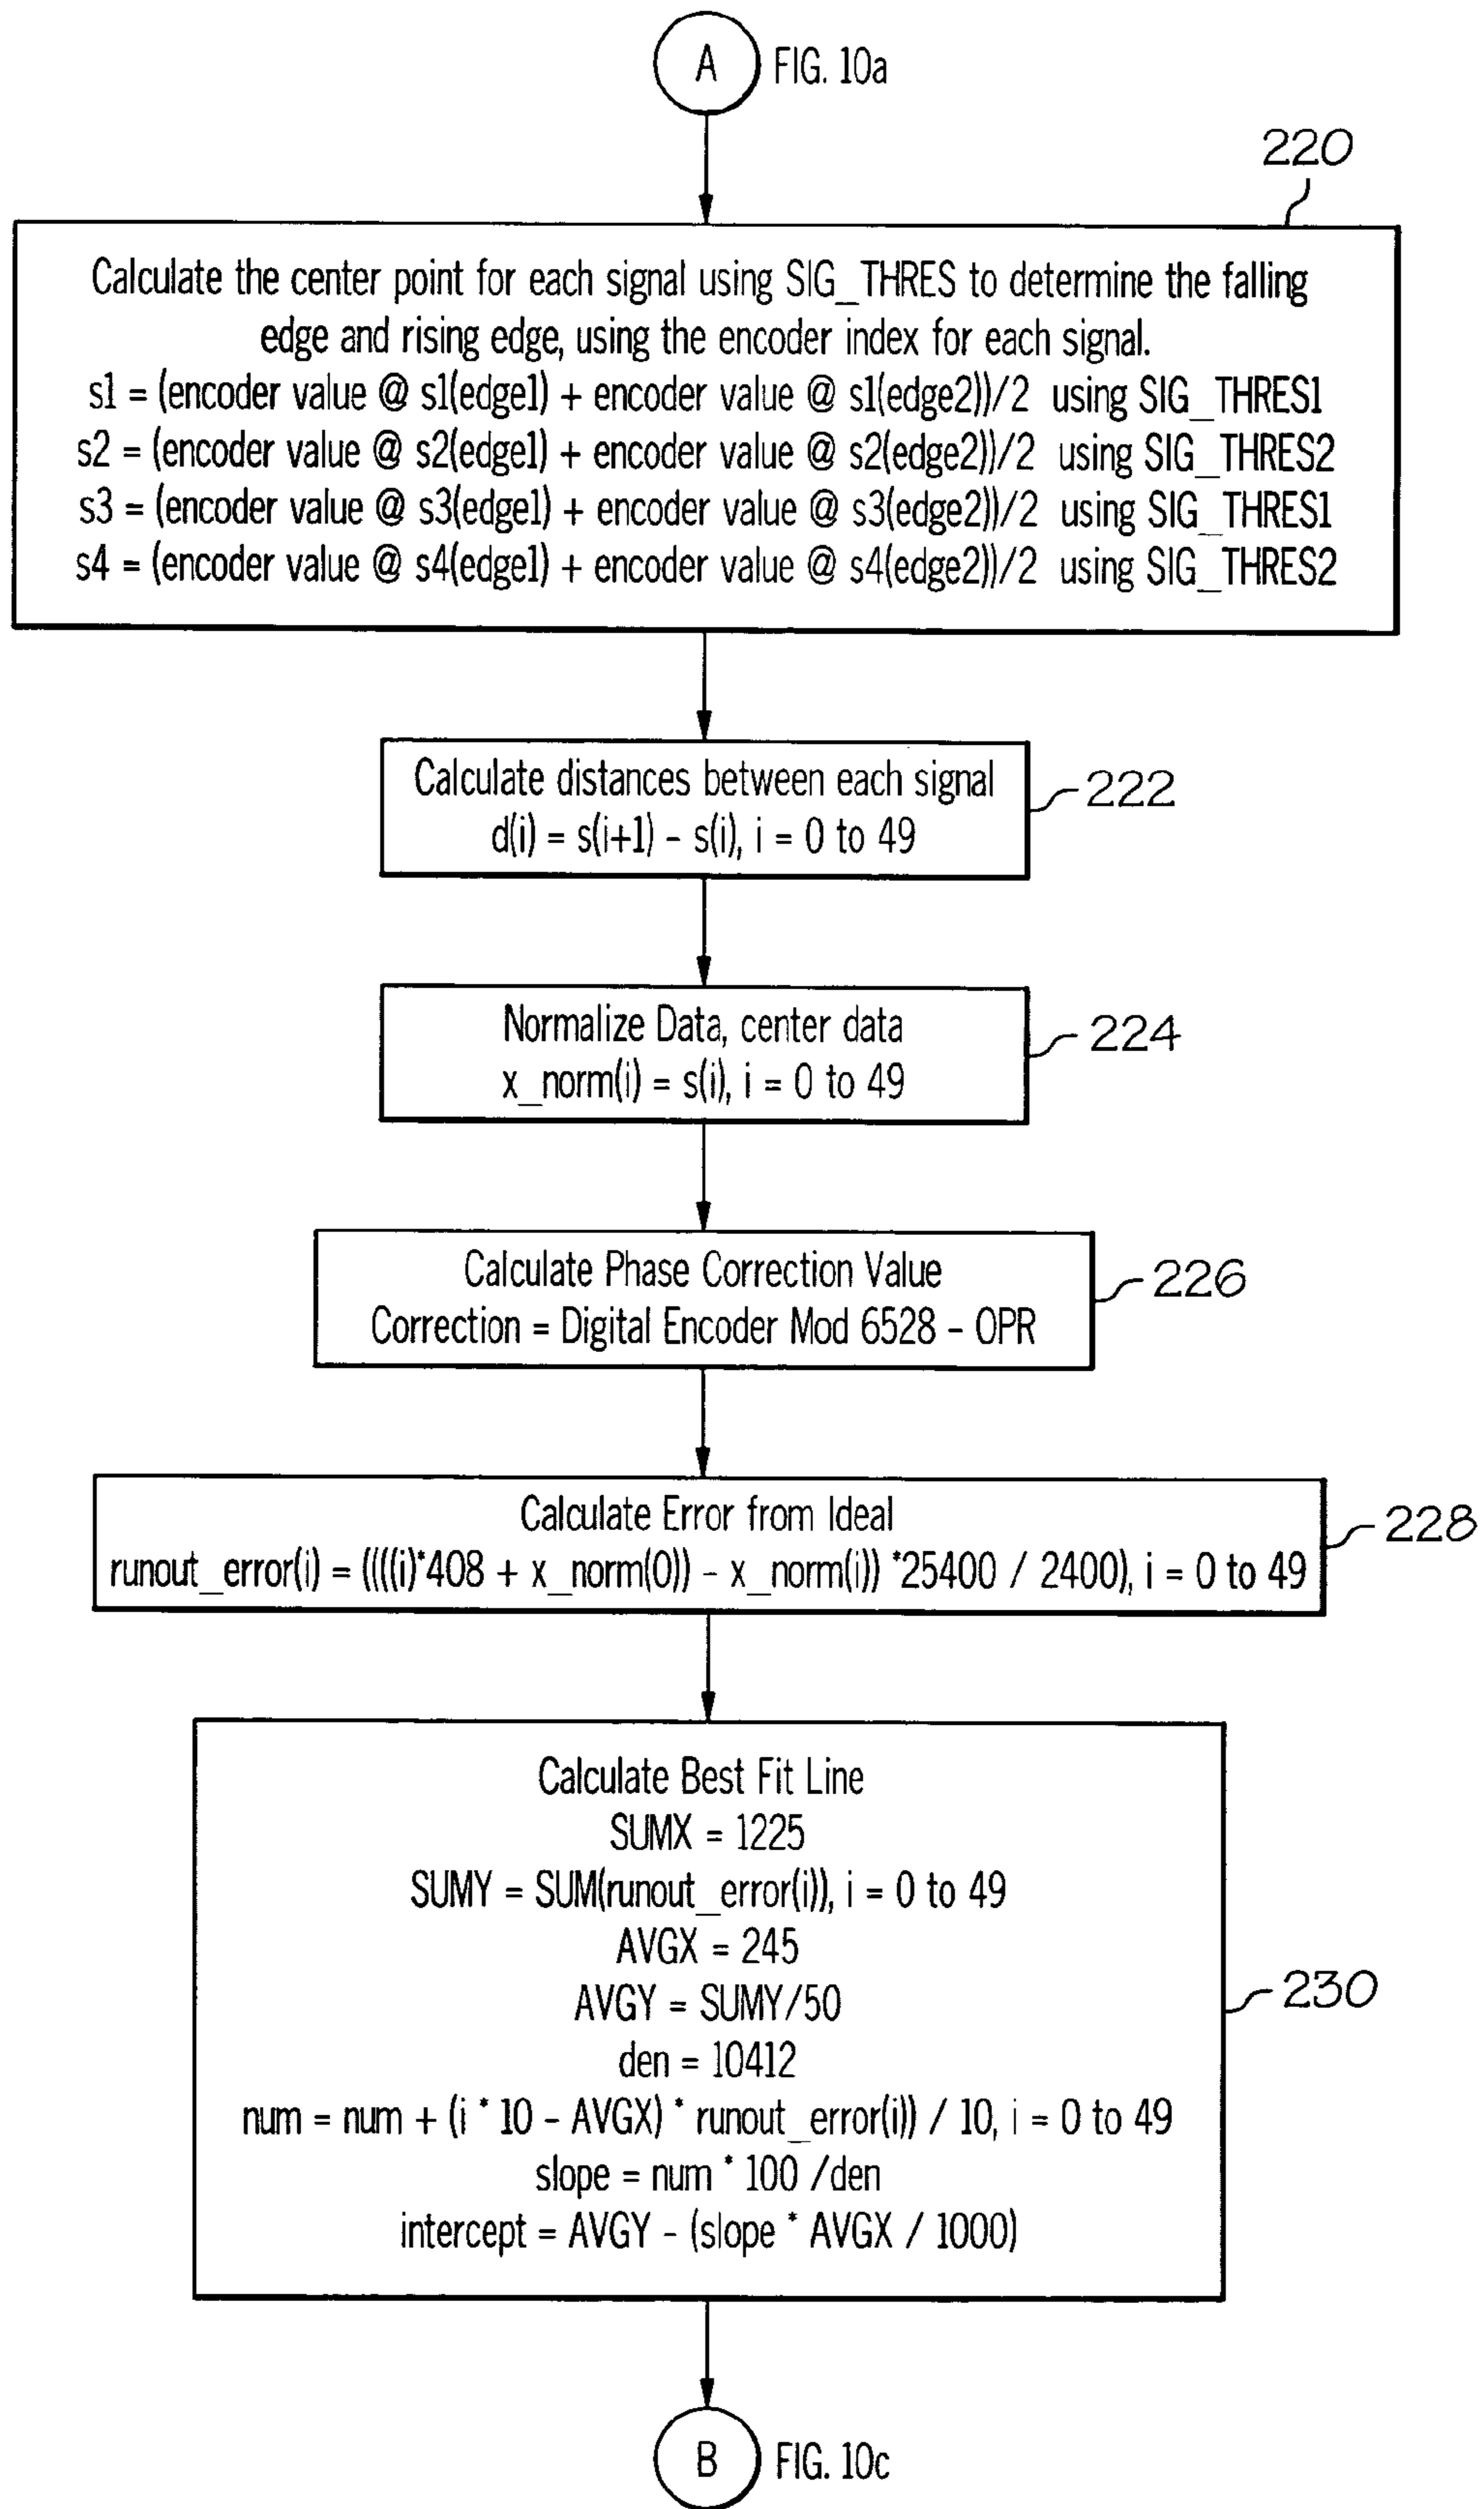 A FIG. 10a
220
Calculate the center point for each signal using SIG_THRES to determine the falling
edge and rising edge, using the encoder index for each signal.
s1 = (encoder value @ s1(edge1) + encoder value @ s1(edge2))/2 using SIG_THRES1
s2 = (encoder value @ s2(edge1) + encoder value @ s2(edge2))/2 using SIG_THRES2
s3 = (encoder value @ s3(edge1) + encoder value @ s3(edge2))/2 using SIG_THRES1
s4 = (encoder value @ s4(edge1) + encoder value @ s4(edge2))/2 using SIG_THRES2
Calculate distances between each signal
d(i) = s(i+1) - s(i), i = 0 to 49
222
Normalize Data, center data
x_norm(i) = s(i), i = 0 to 49
224
Calculate Phase Correction Value
Correction = Digital Encoder Mod 6528 - OPR
226
Calculate Error from Ideal
runout_error(i) = ((((i)*408 + x_norm(0)) - x_norm(i)) *25400 / 2400), i = 0 to 49
228
Calculate Best Fit Line
SUMX = 1225
SUMY = SUM(runout_error(i)), i = 0 to 49
AVGX = 245
AVGY = SUMY/50
den = 10412
num = num + (i * 10 - AVGX) * runout_error(i)) / 10, i = 0 to 49
slope = num * 100 /den
intercept = AVGY - (slope * AVGX / 1000)
230
B FIG. 10c